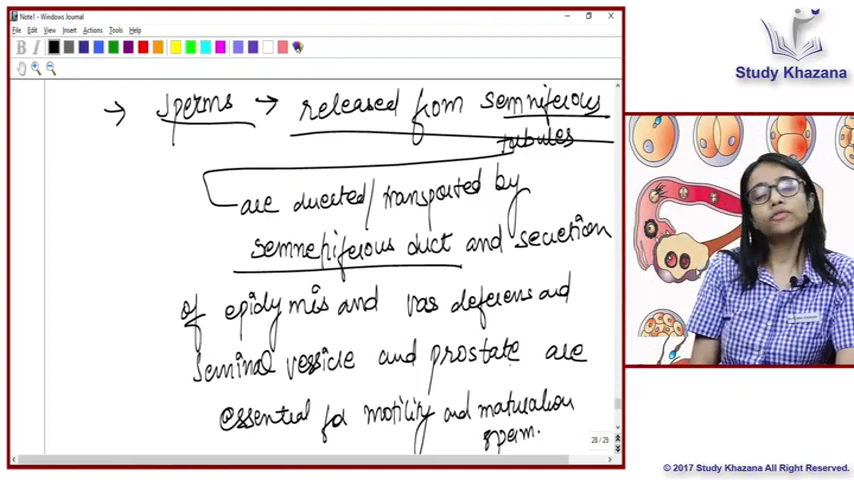 Note1 - Windows Journal
File Edit View Insert Actions Tools Help
B I
→ sperms → released from semniferous
tubules
are ducted/transported by
semnepiferous duct and secretion
of epidymis and vas deferens and
seminal vessicle and prostate are
essential for motility and maturation
sperm.
28 / 29
Study Khazana
© 2017 Study Khazana All Right Reserved.